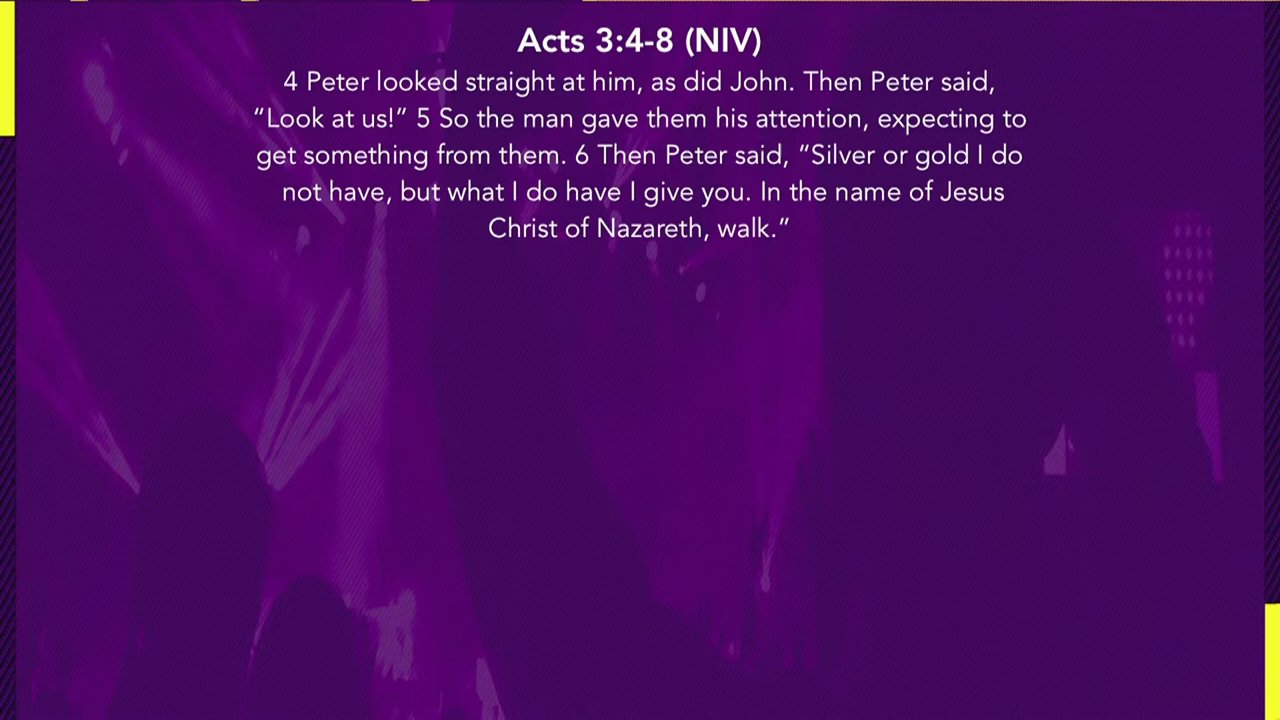 Acts 3:4-8 (NIV)
4 Peter looked straight at him, as did John. Then Peter said,
“Look at us!” 5 So the man gave them his attention, expecting to
get something from them. 6 Then Peter said, “Silver or gold I do
not have, but what I do have I give you. In the name of Jesus
Christ of Nazareth, walk.”